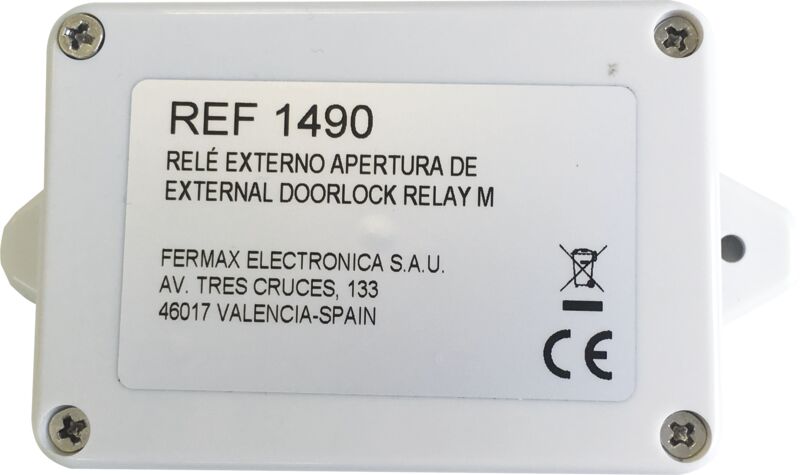 REF 1490
RELÉ EXTERNO APERTURA DE
EXTERNAL DOORLOCK RELAY M
FERMAX ELECTRONICA S.A.U.
AV. TRES CRUCES, 133
46017 VALENCIA-SPAIN
CE